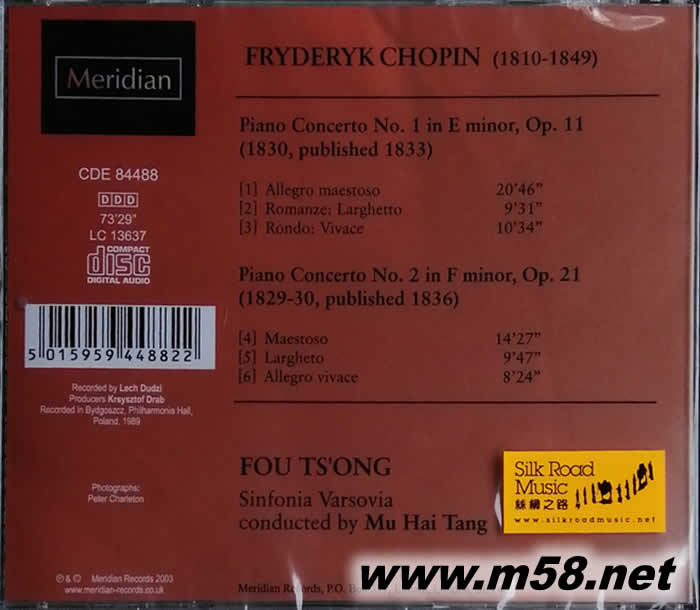 Meridian
CDE 84488
DDD
73'29"
LC 13637
COMPACT
disc
DIGITAL AUDIO
5 015959 448822
Recorded by Lech Dudzi
Producers Krsysztof Drab
Recorded in Bydgoszcz, Philharmonia Hall,
Poland, 1989
Photographs:
Peter Charleton
℗ & © Meridian Records 2003
www.meridian-records.co.uk
FRYDERYK CHOPIN (1810-1849)
Piano Concerto No. 1 in E minor, Op. 11
(1830, published 1833)
[1] Allegro maestoso 20'46"
[2] Romanze: Larghetto 9'31"
[3] Rondo: Vivace 10'34"
Piano Concerto No. 2 in F minor, Op. 21
(1829-30, published 1836)
[4] Maestoso 14'27"
[5] Largheto 9'47"
[6] Allegro vivace 8'24"
FOU TS'ONG
Sinfonia Varsovia
conducted by Mu Hai Tang
Silk Road
Music
絲綢之路
www.silkroadmusic.net
Meridian Records, P.O. B
www.m58.net